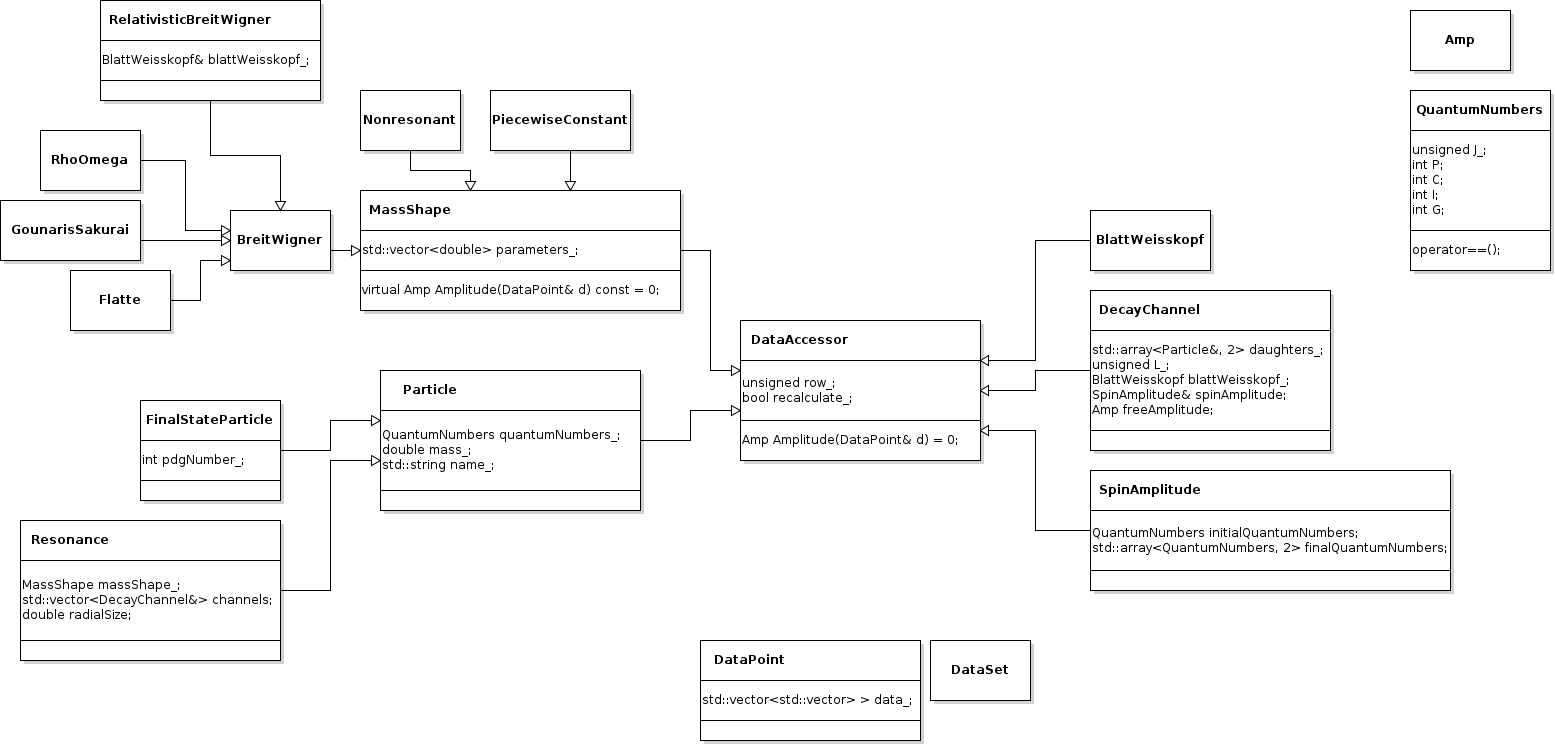 RelativisticBreitWigner
BlattWeisskopf& blattWeisskopf_;
RhoOmega
GounarisSakurai
Flatte
BreitWigner
Nonresonant
PiecewiseConstant
MassShape
std::vector<double> parameters_;
virtual Amp Amplitude(DataPoint& d) const = 0;
FinalStateParticle
int pdgNumber_;
Resonance
MassShape massShape_;
std::vector<DecayChannel&> channels;
double radialSize;
Particle
QuantumNumbers quantumNumbers_;
double mass_;
std::string name_;
DataAccessor
unsigned row_;
bool recalculate_;
Amp Amplitude(DataPoint& d) = 0;
BlattWeisskopf
DecayChannel
std::array<Particle&, 2> daughters_;
unsigned L_;
BlattWeisskopf blattWeisskopf_;
SpinAmplitude& spinAmplitude;
Amp freeAmplitude;
SpinAmplitude
QuantumNumbers initialQuantumNumbers;
std::array<QuantumNumbers, 2> finalQuantumNumbers;
Amp
QuantumNumbers
unsigned J_;
int P;
int C;
int I;
int G;
operator==();
DataPoint
std::vector<std::vector> > data_;
DataSet